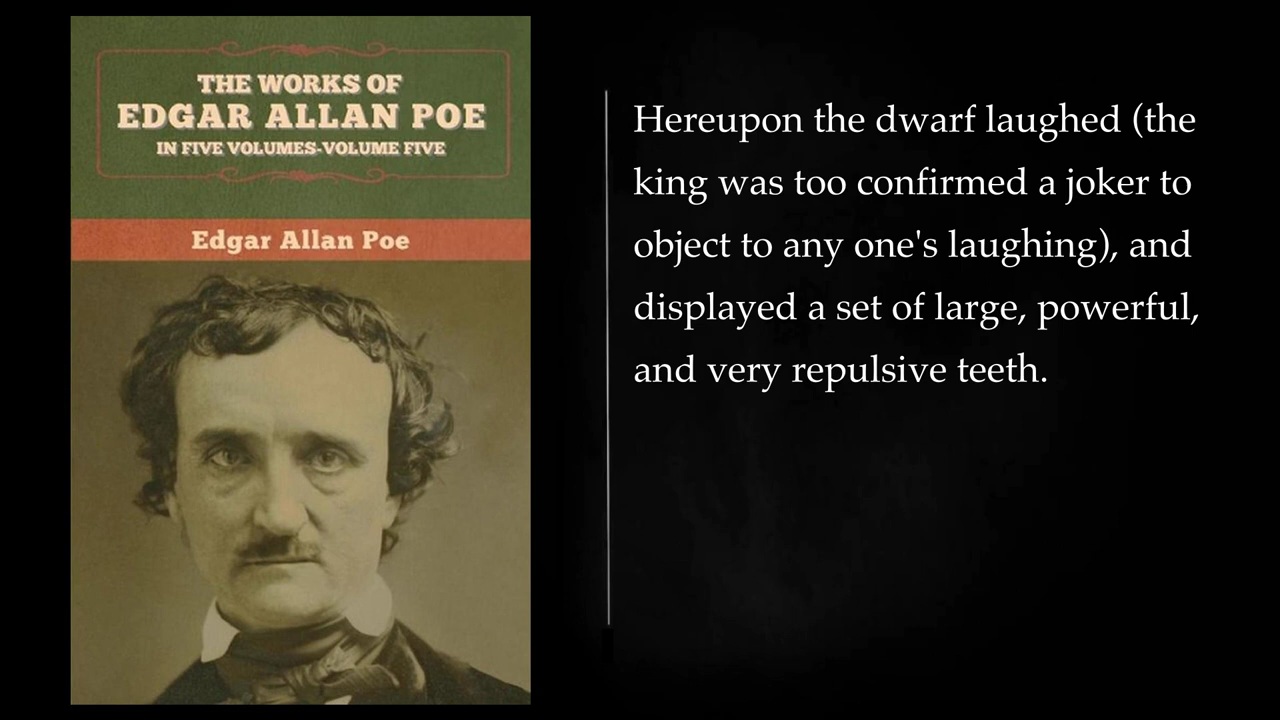 THE WORKS OF
EDGAR ALLAN POE
IN FIVE VOLUMES-VOLUME FIVE
Edgar Allan Poe
Hereupon the dwarf laughed (the
king was too confirmed a joker to
object to any one's laughing), and
displayed a set of large, powerful,
and very repulsive teeth.